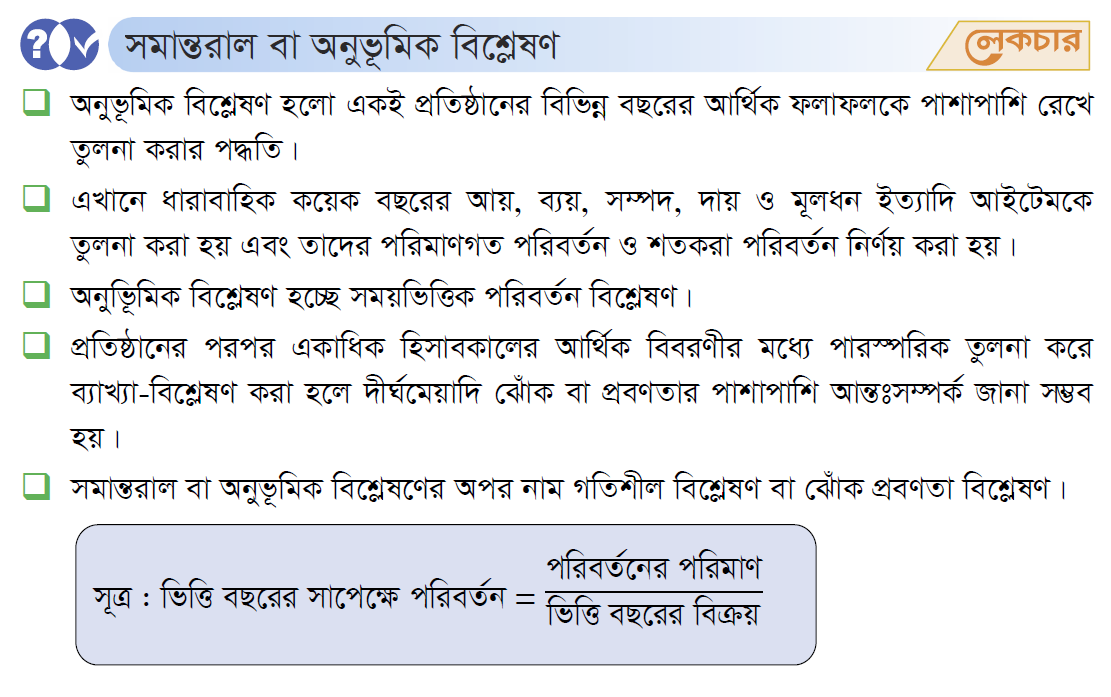 সমান্তরাল বা অনুভূমিক বিশ্লেষণ
লেকচার
অনুভূমিক বিশ্লেষণ হলো একই প্রতিষ্ঠানের বিভিন্ন বছরের আর্থিক ফলাফলকে পাশাপাশি রেখে
তুলনা করার পদ্ধতি।
এখানে ধারাবাহিক কয়েক বছরের আয়, ব্যয়, সম্পদ, দায় ও মূলধন ইত্যাদি আইটেমকে
তুলনা করা হয় এবং তাদের পরিমাণগত পরিবর্তন ও শতকরা পরিবর্তন নির্ণয় করা হয়।
অনুভূিমিক বিশ্লেষণ হচ্ছে সময়ভিত্তিক পরিবর্তন বিশ্লেষণ।
প্রতিষ্ঠানের পরপর একাধিক হিসাবকালের আর্থিক বিবরণীর মধ্যে পারস্পরিক তুলনা করে
ব্যাখ্যা-বিশ্লেষণ করা হলে দীর্ঘমেয়াদি ঝোঁক বা প্রবণতার পাশাপাশি আন্তঃসম্পর্ক জানা সম্ভব
হয়।
সমান্তরাল বা অনুভূমিক বিশ্লেষণের অপর নাম গতিশীল বিশ্লেষণ বা ঝোঁক প্রবণতা বিশ্লেষণ।
সূত্র : ভিত্তি বছরের সাপেক্ষে পরিবর্তন =
পরিবর্তনের পরিমাণ
ভিত্তি বছরের বিক্রয়